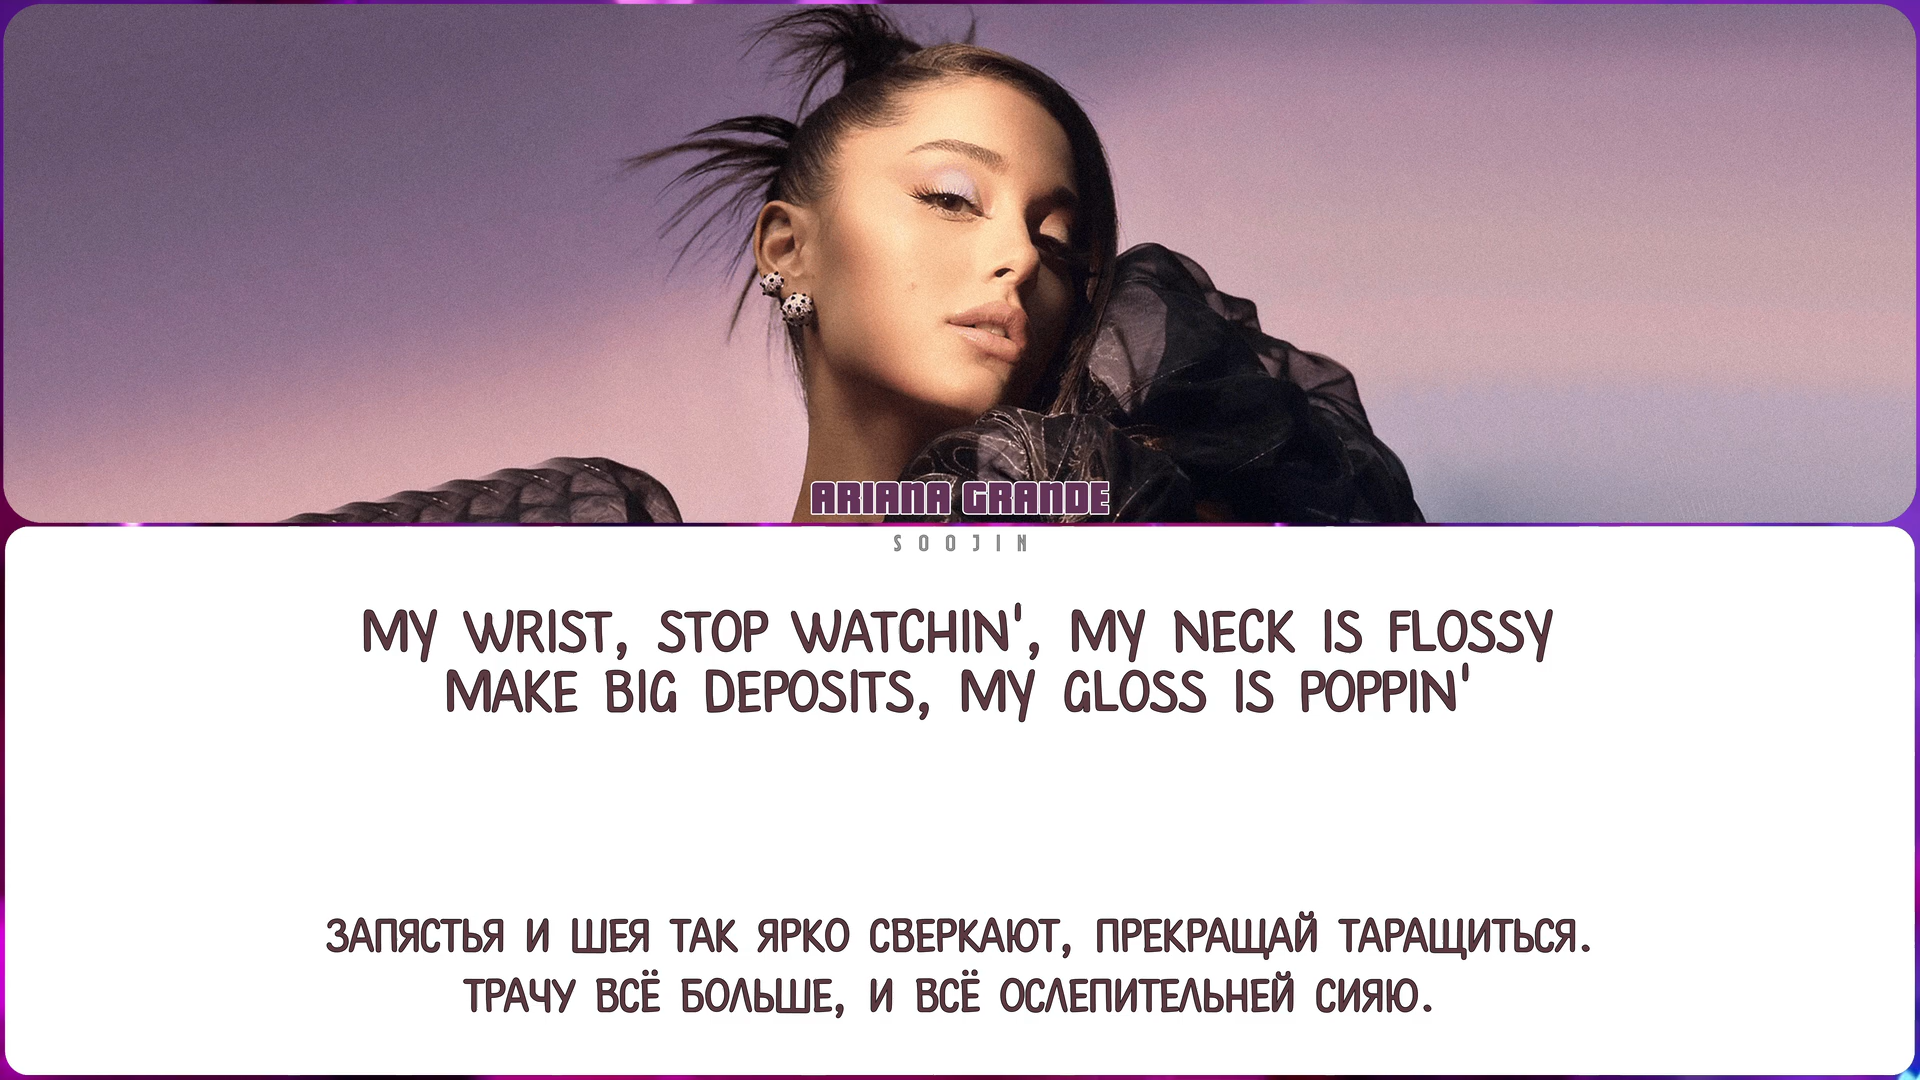 ARIANA GRANDE
SOOJIN
MY WRIST, STOP WATCHIN', MY NECK IS FLOSSY
MAKE BIG DEPOSITS, MY GLOSS IS POPPIN'
ЗАПЯСТЬЯ И ШЕЯ ТАК ЯРКО СВЕРКАЮТ, ПРЕКРАЩАЙ ТАРАЩИТЬСЯ.
ТРАЧУ ВСЁ БОЛЬШЕ, И ВСЁ ОСЛЕПИТЕЛЬНЕЙ СИЯЮ.